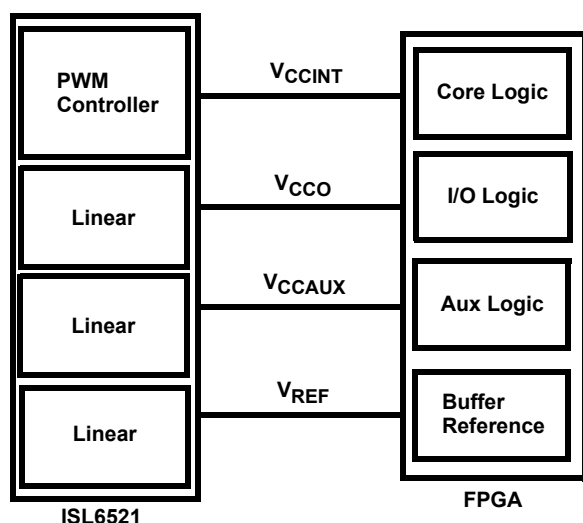 PWM
Controller
Linear
Linear
Linear
ISL6521
VCCINT
VCCO
VCCAUX
VREF
Core Logic
I/O Logic
Aux Logic
Buffer
Reference
FPGA